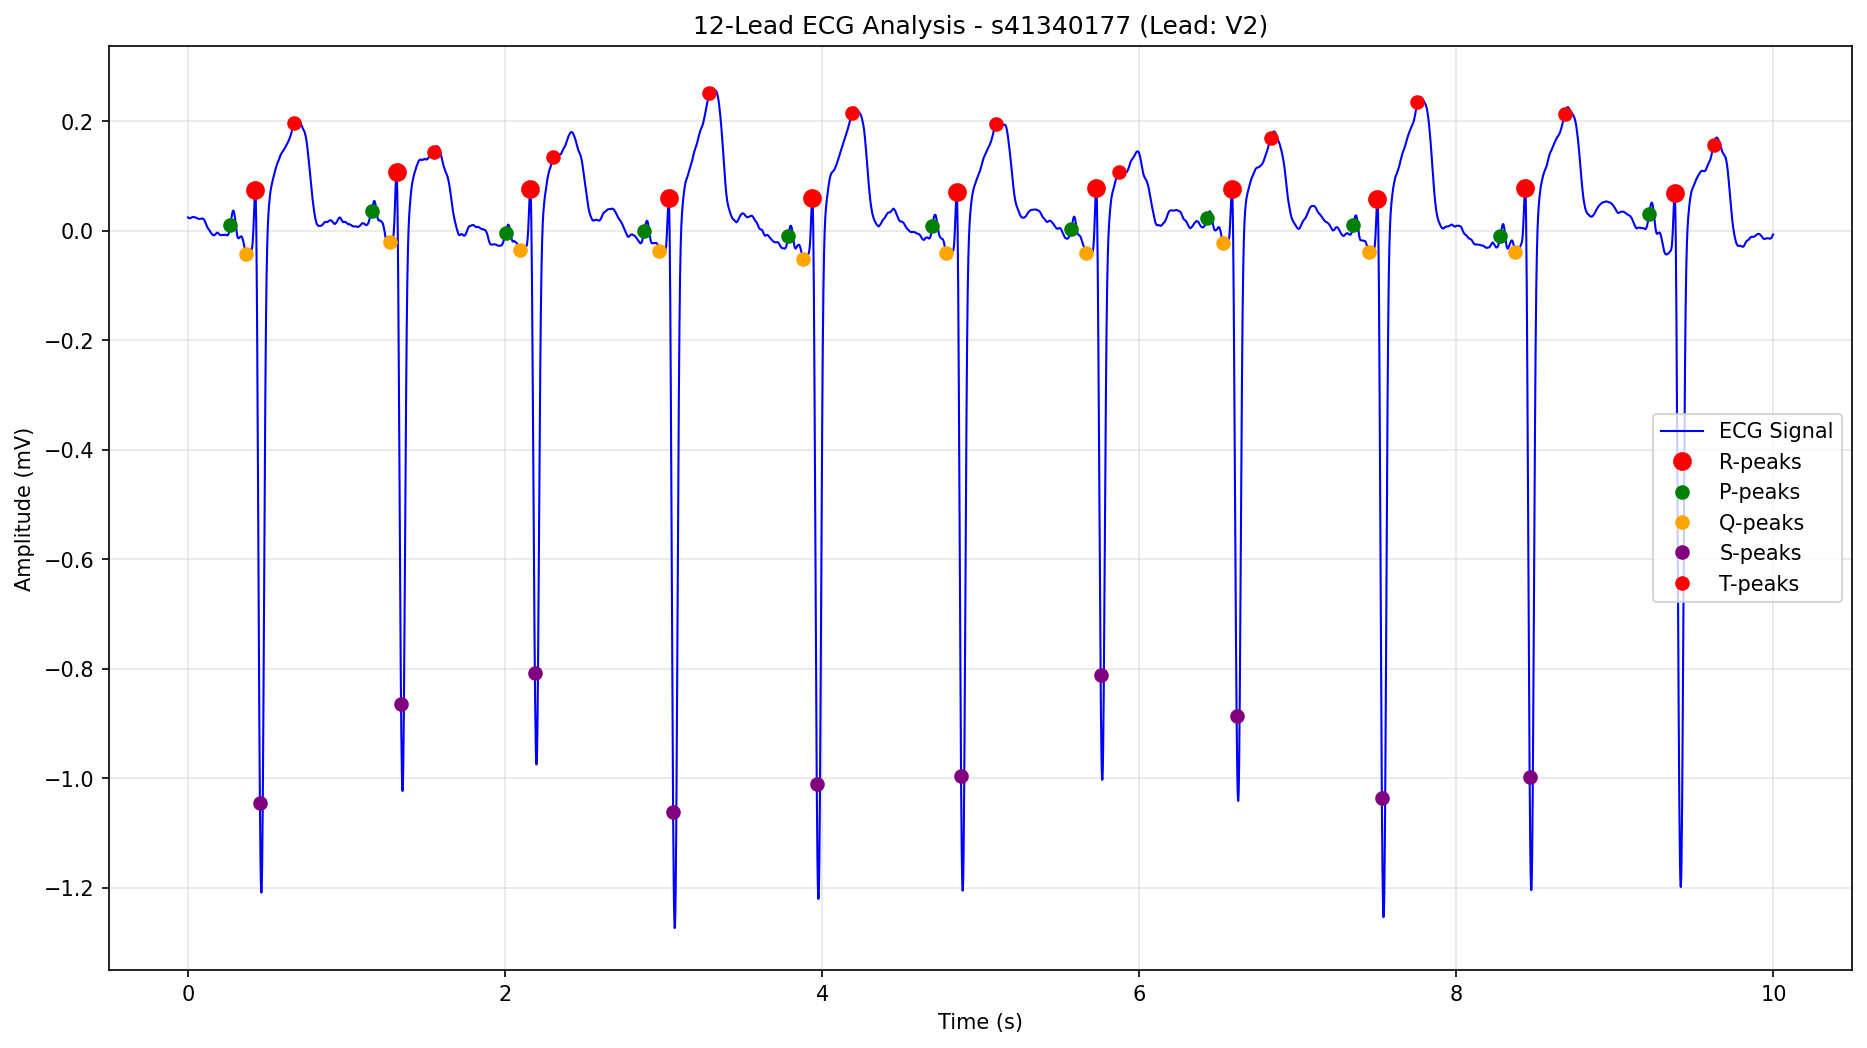 12-Lead ECG Analysis - s41340177 (Lead: V2)
0.2
0.0
−0.2
−0.4
−0.6
−0.8
−1.0
−1.2
Amplitude (mV)
ECG Signal
R-peaks
P-peaks
Q-peaks
S-peaks
T-peaks
0 2 4 6 8 10
Time (s)